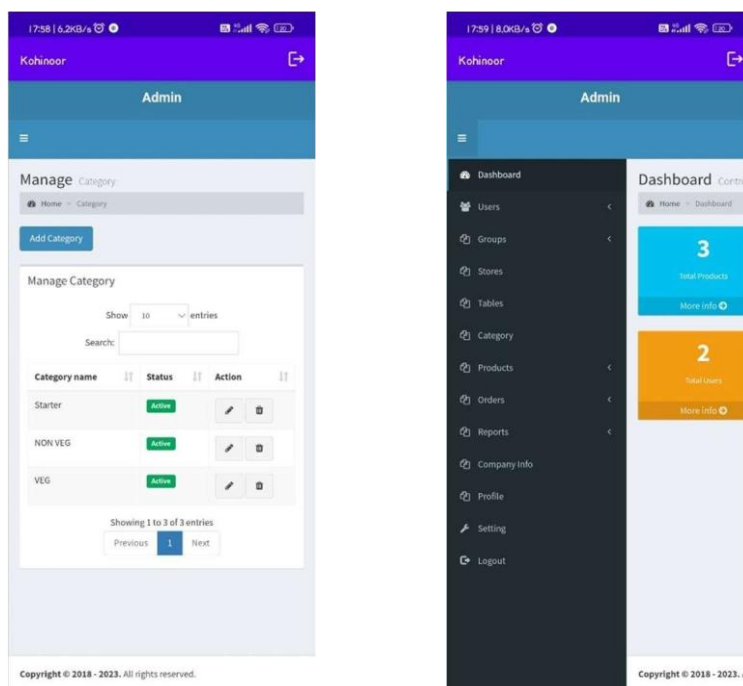 17:58 | 6.2KB/s
Kohinoor
Admin
Manage Category
Home > Category
Add Category
Manage Category
Show 10 entries
Search:
Category name Status Action
Starter Active
NON VEG Active
VEG Active
Showing 1 to 3 of 3 entries
Previous 1 Next
Copyright © 2018 - 2023. All rights reserved.
17:59 | 8.0KB/s
Kohinoor
Admin
Dashboard
Users
Groups
Stores
Tables
Category
Products
Orders
Reports
Company Info
Profile
Setting
Logout
Dashboard
Home > Dashboard
3
Total Products
More info
2
Total Users
More info
Copyright © 2018 - 2023.